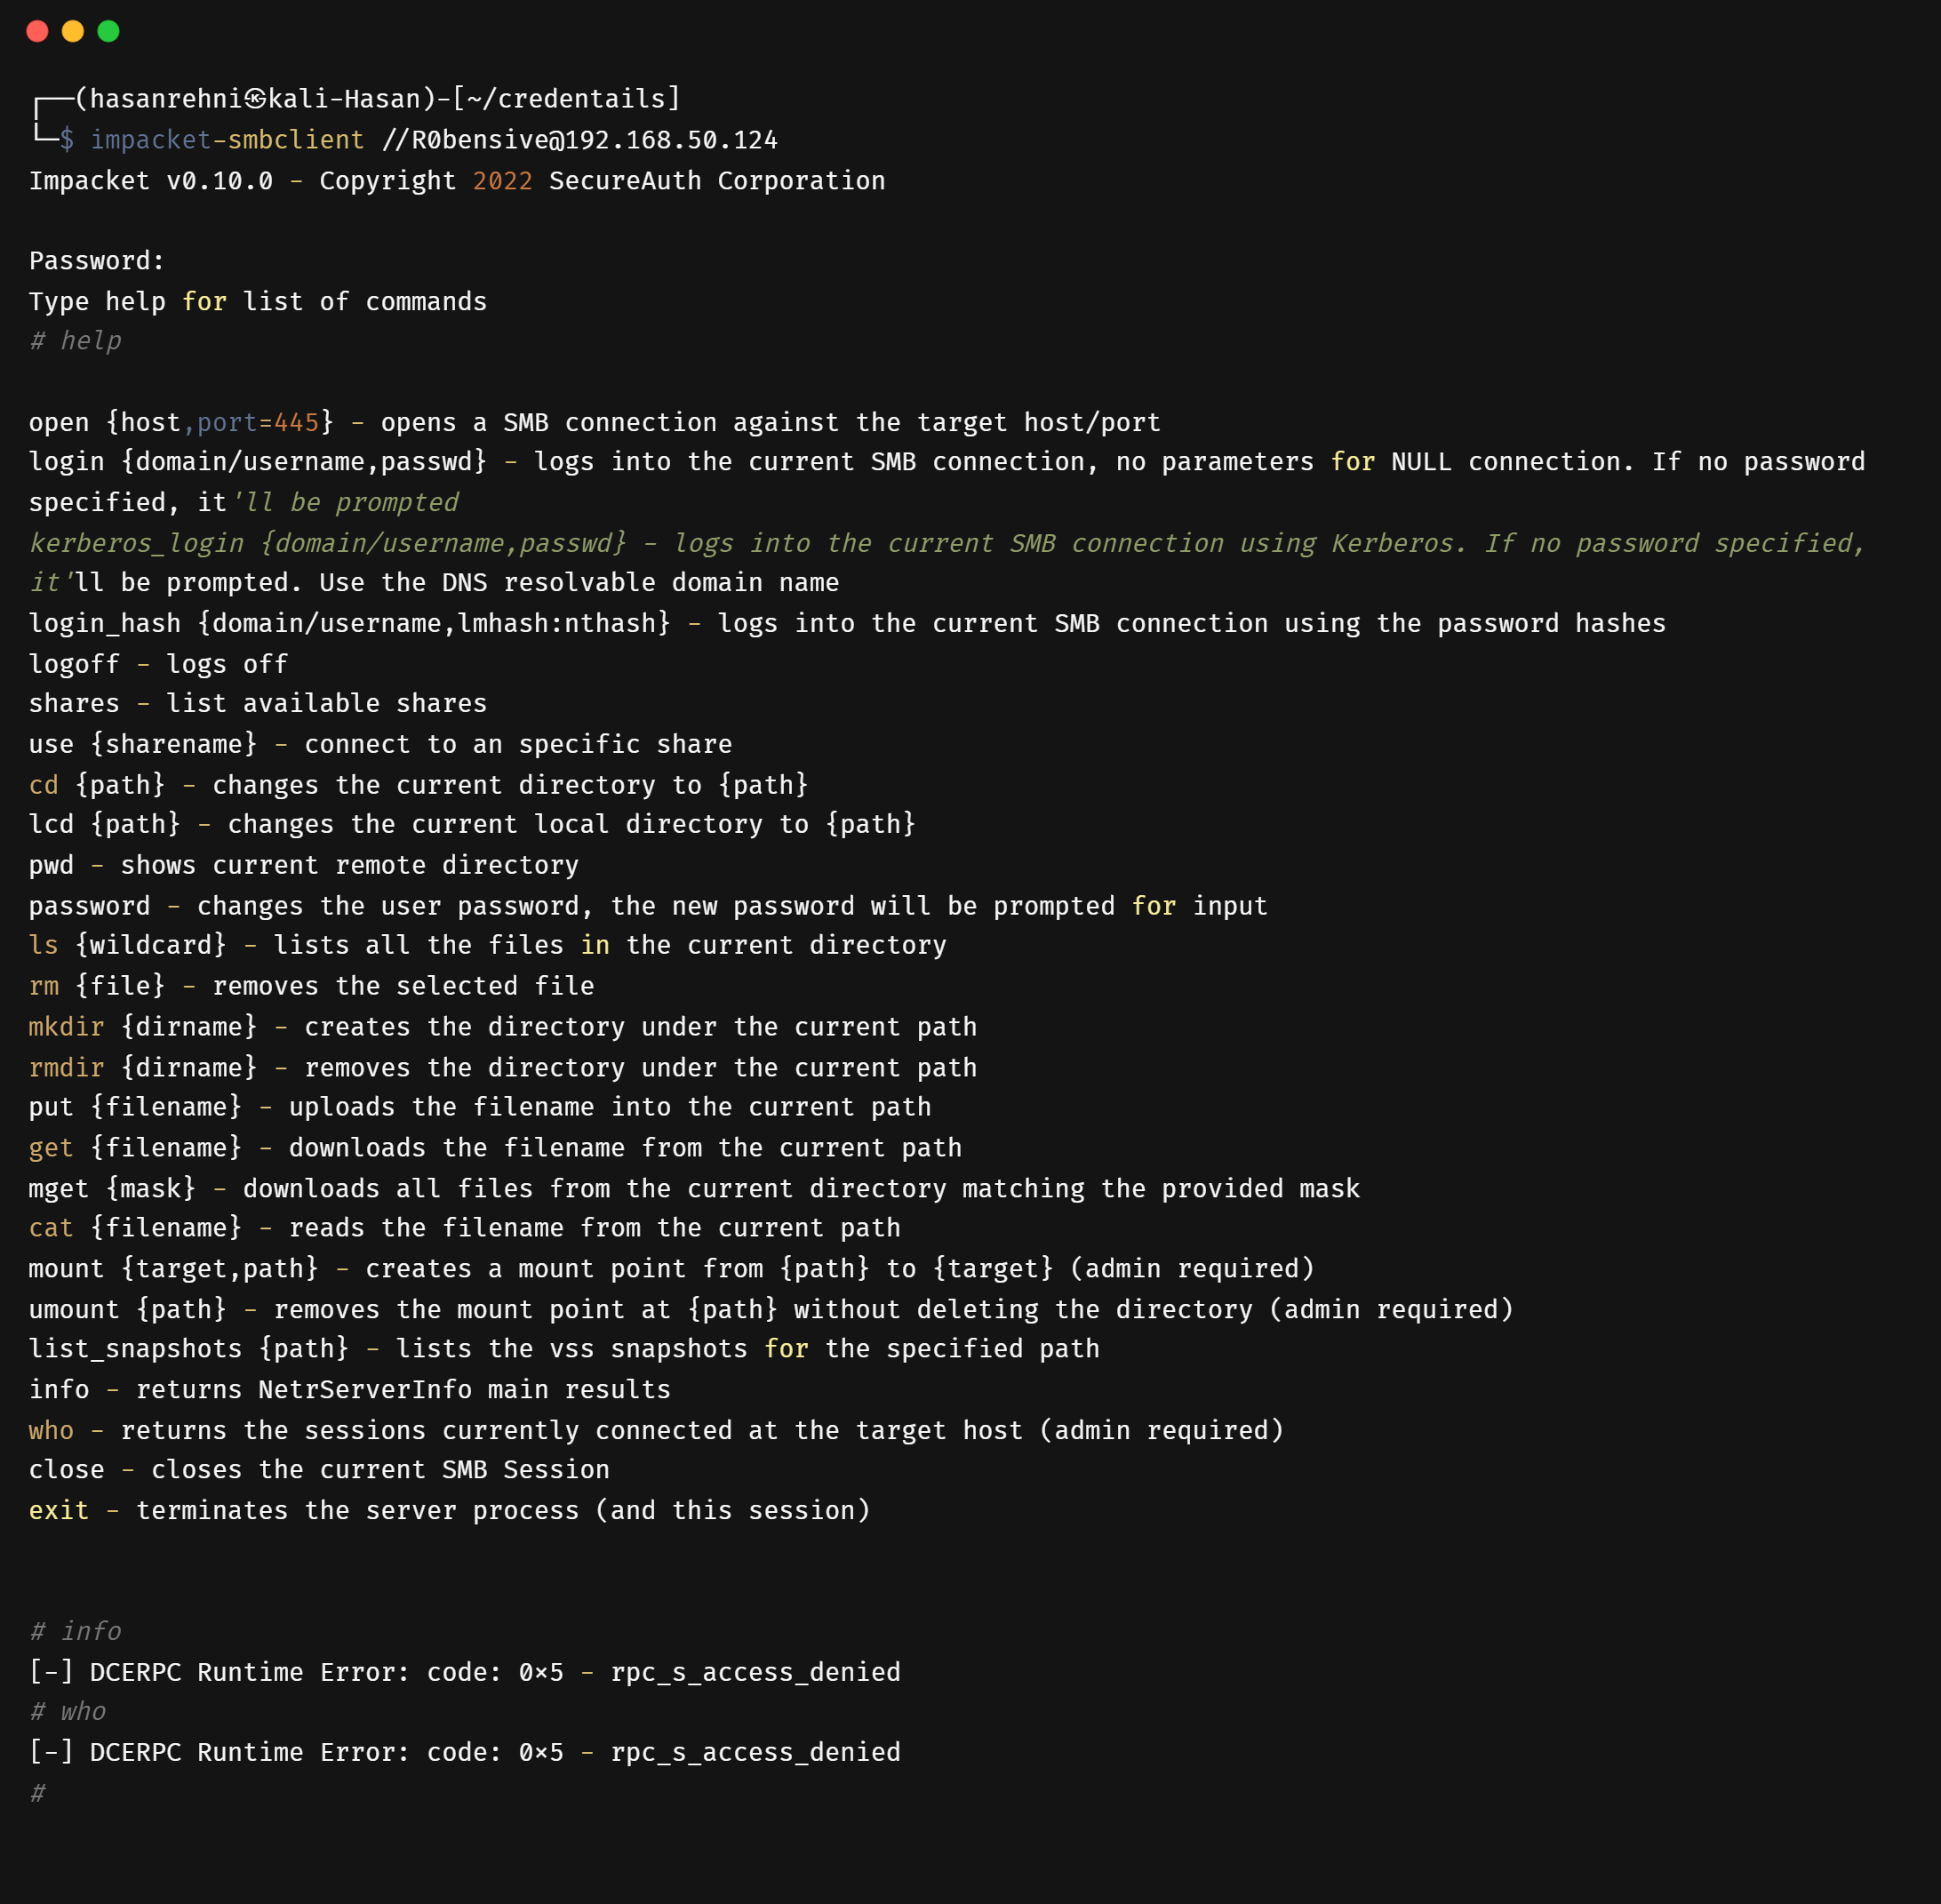 ┌──(hasanrehni㉿kali-Hasan)-[~/credentails]
└─$ impacket-smbclient //R0bensive@192.168.50.124
Impacket v0.10.0 - Copyright 2022 SecureAuth Corporation
Password:
Type help for list of commands
# help
open {host,port=445} - opens a SMB connection against the target host/port
login {domain/username,passwd} - logs into the current SMB connection, no parameters for NULL connection. If no password
specified, it'll be prompted
kerberos_login {domain/username,passwd} - logs into the current SMB connection using Kerberos. If no password specified,
it'll be prompted. Use the DNS resolvable domain name
login_hash {domain/username,lmhash:nthash} - logs into the current SMB connection using the password hashes
logoff - logs off
shares - list available shares
use {sharename} - connect to an specific share
cd {path} - changes the current directory to {path}
lcd {path} - changes the current local directory to {path}
pwd - shows current remote directory
password - changes the user password, the new password will be prompted for input
ls {wildcard} - lists all the files in the current directory
rm {file} - removes the selected file
mkdir {dirname} - creates the directory under the current path
rmdir {dirname} - removes the directory under the current path
put {filename} - uploads the filename into the current path
get {filename} - downloads the filename from the current path
mget {mask} - downloads all files from the current directory matching the provided mask
cat {filename} - reads the filename from the current path
mount {target,path} - creates a mount point from {path} to {target} (admin required)
umount {path} - removes the mount point at {path} without deleting the directory (admin required)
list_snapshots {path} - lists the vss snapshots for the specified path
info - returns NetrServerInfo main results
who - returns the sessions currently connected at the target host (admin required)
close - closes the current SMB Session
exit - terminates the server process (and this session)
# info
[-] DCERPC Runtime Error: code: 0×5 - rpc_s_access_denied
# who
[-] DCERPC Runtime Error: code: 0×5 - rpc_s_access_denied
#